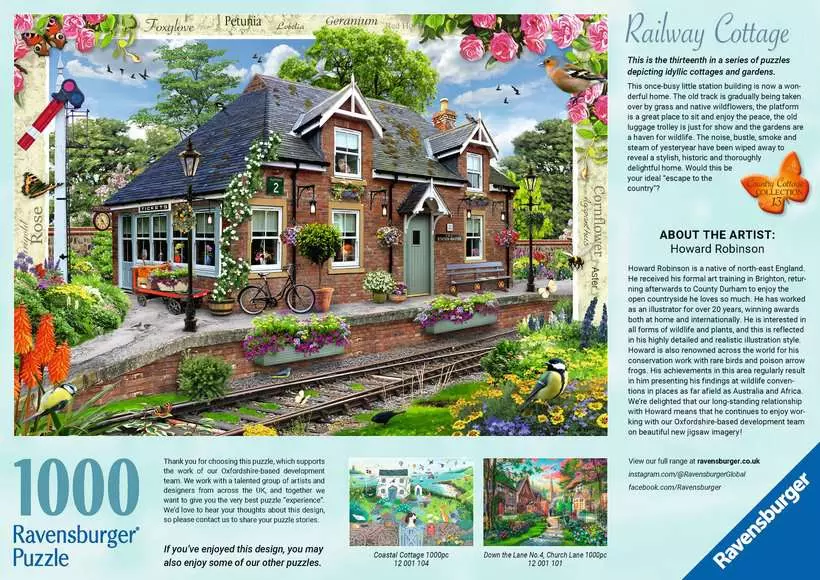 Foxglove
Petunia
Lobelia
Geranium
Red Ho
Railway Cottage
This is the thirteenth in a series of puzzles
depicting idyllic cottages and gardens.
This once-busy little station building is now a won-
derful home. The old track is gradually being taken
over by grass and native wildflowers, the platform
is a great place to sit and enjoy the peace, the old
luggage trolley is just for show and the gardens are
a haven for wildlife. The noise, bustle, smoke and
steam of yesteryear have been wiped away to
reveal a stylish, historic and thoroughly
delightful home. Would this be
your ideal "escape to the
country"?
Country Cottage
COLLECTION
13
Rose
TICKETS
2
STATION MASTER
Cornflower
Aster
ABOUT THE ARTIST:
Howard Robinson
Howard Robinson is a native of north-east England.
He received his formal art training in Brighton, retur-
ning afterwards to County Durham to enjoy the
open countryside he loves so much. He has worked
as an illustrator for over 20 years, winning awards
both at home and internationally. He is interested in
all forms of wildlife and plants, and this is reflected
in his highly detailed and realistic illustration style.
Howard is also renowned across the world for his
conservation work with rare birds and poison arrow
frogs. His achievements in this area regularly result
in him presenting his findings at wildlife conven-
tions in places as far afield as Australia and Africa.
We're delighted that our long-standing relationship
with Howard means that he continues to enjoy wor-
king with our Oxfordshire-based development team
on beautiful new jigsaw imagery!
1000
Ravensburger®
Puzzle
Thank you for choosing this puzzle, which supports
the work of our Oxfordshire-based development
team. We work with a talented group of artists and
designers from across the UK, and together we
want to give you the very best puzzle "experience".
We'd love to hear your thoughts about this design,
so please contact us to share your puzzle stories.
If you've enjoyed this design, you may
also enjoy some of our other puzzles.
Coastal Cottage 1000pc
12 001 104
Down the Lane No.4, Church Lane 1000pc
12 001 101
View our full range at ravensburger.co.uk
instagram.com/@RavensburgerGlobal
facebook.com/Ravensburger
Ravensburger